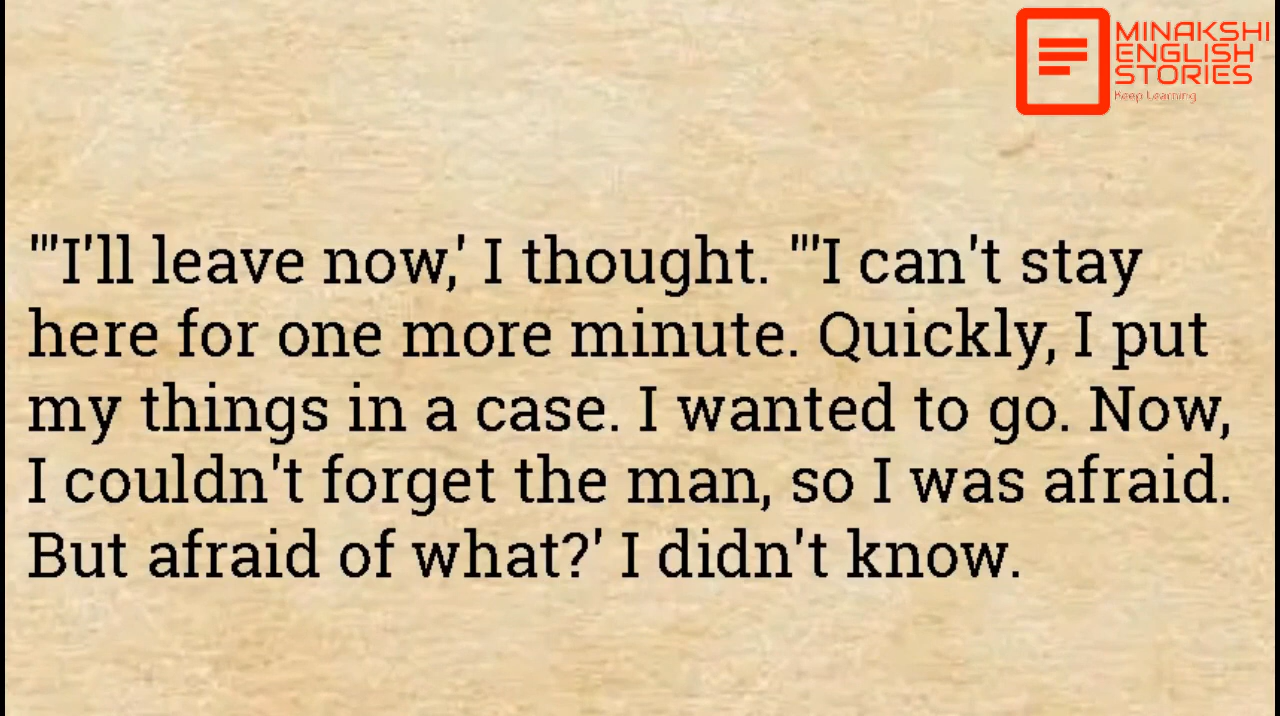 MINAKSHI
ENGLISH
STORIES
Keep Learning
"'I'll leave now,' I thought. "'I can't stay
here for one more minute. Quickly, I put
my things in a case. I wanted to go. Now,
I couldn't forget the man, so I was afraid.
But afraid of what?' I didn't know.